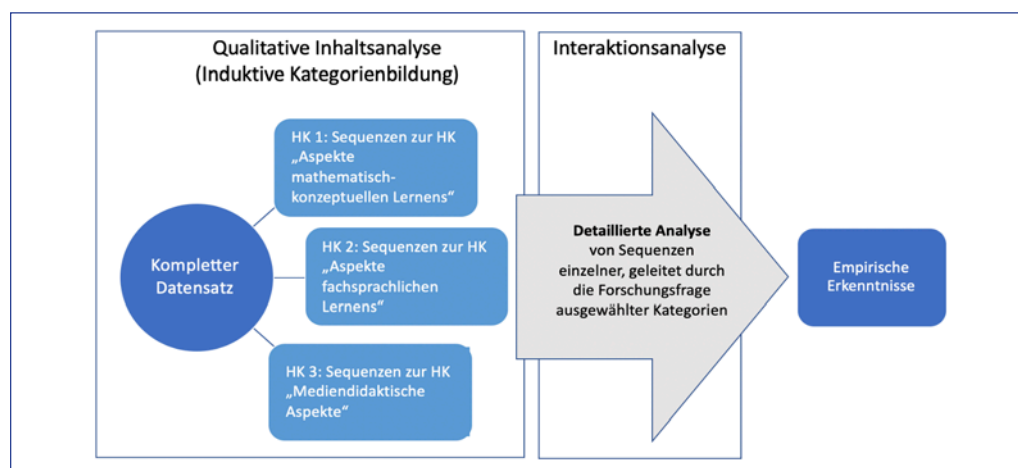 Qualitative Inhaltsanalyse
(Induktive Kategorienbildung)
HK 1: Sequenzen zur HK
„Aspekte
mathematisch-
konzeptuellen Lernens“
Kompletter
Datensatz
HK 2: Sequenzen zur HK
„Aspekte
fachsprachlichen
Lernens“
HK 3: Sequenzen zur HK
„Mediendidaktische
Aspekte“
Interaktionsanalyse
Detaillierte Analyse
von Sequenzen
einzelner, geleitet durch
die Forschungsfrage
ausgewählter Kategorien
Empirische
Erkenntnisse